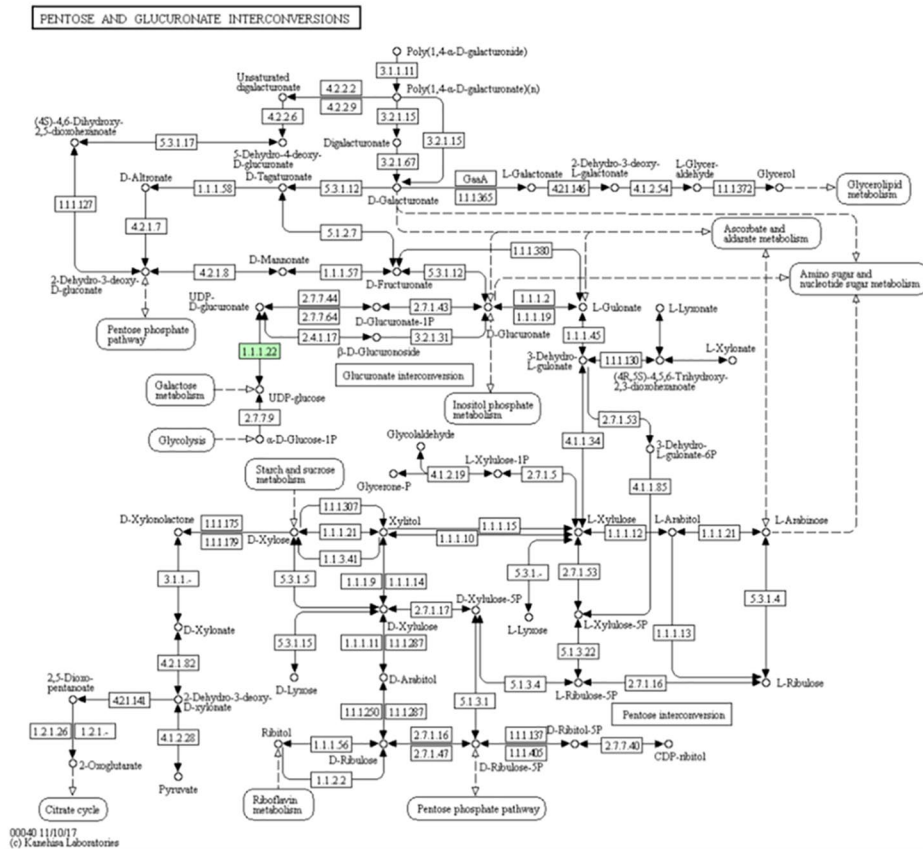 PENTOSE AND GLUCURONATE INTERCONVERSIONS
Poly(1,4-α-D-galacturonide)
3.1.1.11
Unsaturated
digalacturonate
4.2.2.2
4.2.2.9
Poly(1,4-α-D-galacturonate)(n)
(4S)-4,6-Dihydroxy-
2,5-dioxohexanoate
4.2.2.6
3.2.1.15
3.2.1.15
5.3.1.17
Digalacturonate
5-Dehydro-4-deoxy-
D-glucuronate
3.2.1.67
D-Altronate
1.1.1.58
D-Tagaturonate
5.3.1.12
D-Galacturonate
GaaA
1.1.1.365
L-Galactonate
4.2.1.146
2-Dehydro-3-deoxy-
L-galactonate
4.1.2.54
L-Glycer-
aldehyde
1.1.1.372
Glycerol
Glycerolipid
metabolism
1.1.1.127
4.2.1.7
5.1.2.7
1.1.1.380
Ascorbate and
aldarate metabolism
D-Mannonate
2-Dehydro-3-deoxy-
D-gluconate
4.2.1.8
1.1.1.57
D-Fructuronate
5.3.1.12
Amino sugar and
nucleotide sugar metabolism
UDP-
D-glucuronate
2.7.7.44
2.7.7.64
D-Glucuronate-1P
2.7.1.43
D-Glucuronate
1.1.1.2
1.1.1.19
L-Gulonate
L-Lyxonate
Pentose phosphate
pathway
2.4.1.17
β-D-Glucuronoside
3.2.1.31
1.1.1.45
1.1.1.22
3-Dehydro-
L-gulonate
1.1.1.130
L-Xylonate
(4R,5S)-4,5,6-Trihydroxy-
2,3-dioxohexanoate
Glucuronate interconversion
Galactose
metabolism
UDP-glucose
Inositol phosphate
metabolism
2.7.7.9
2.7.1.53
Glycolysis
α-D-Glucose-1P
Glycolaldehyde
4.1.1.34
3-Dehydro-
L-gulonate-6P
Starch and sucrose
metabolism
L-Xylulose-1P
Glycerone-P
4.1.2.19
2.7.1.5
4.1.1.85
D-Xylonolactone
1.1.1.175
1.1.1.179
D-Xylose
1.1.1.307
1.1.1.21
1.1.3.41
Xylitol
1.1.1.15
1.1.1.10
L-Xylulose
1.1.1.12
L-Arabitol
1.1.1.21
L-Arabinose
3.1.1.-
5.3.1.5
1.1.1.9
1.1.1.14
5.3.1.-
2.7.1.53
5.3.1.4
D-Xylulose-5P
2.7.1.17
D-Xylulose
L-Lyxose
L-Xylulose-5P
D-Xylonate
5.3.1.15
1.1.1.11
1.1.1.287
1.1.1.13
4.2.1.82
5.1.3.22
2,5-Dioxo-
pentanoate
D-Lyxose
D-Arabitol
5.1.3.4
L-Ribulose-5P
2.7.1.16
L-Ribulose
4.2.1.141
2-Dehydro-3-deoxy-
D-xylonate
1.1.1.250
1.1.1.287
5.1.3.1
Pentose interconversion
1.2.1.26
1.2.1.-
4.1.2.28
Ribitol
1.1.1.56
D-Ribulose
2.7.1.16
2.7.1.47
D-Ribulose-5P
1.1.1.137
1.1.1.405
D-Ribitol-5P
2.7.7.40
CDP-ribitol
2-Oxoglutarate
Pyruvate
1.1.2.2
Citrate cycle
Riboflavin
metabolism
Pentose phosphate pathway
00040 11/10/17
(c) Kanehisa Laboratories